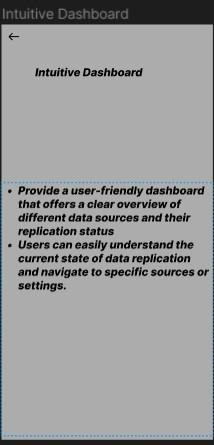 Intuitive Dashboard
Intuitive Dashboard
• Provide a user-friendly dashboard
that offers a clear overview of
different data sources and their
replication status
• Users can easily understand the
current state of data replication
and navigate to specific sources or
settings.